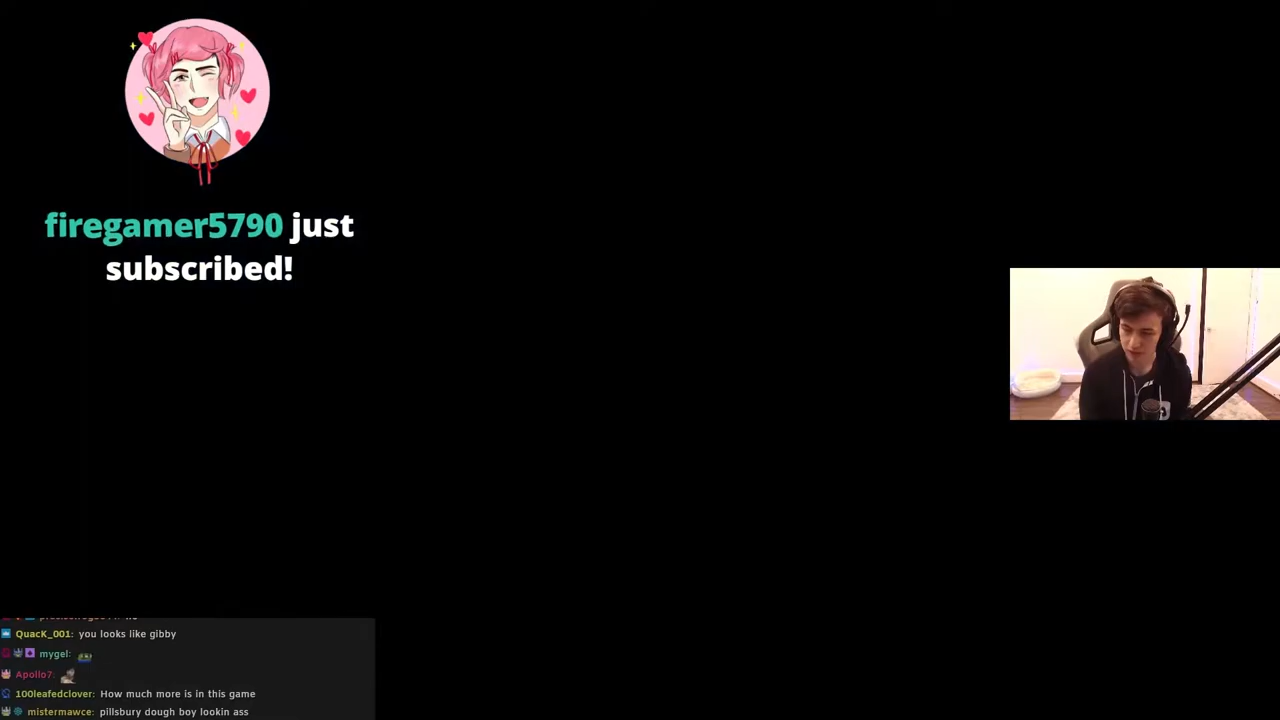 firegamer5790 just
subscribed!
QuacK_001: you looks like gibby
mygel:
Apollo7:
100leafedclover: How much more is in this game
mistermawce: pillsbury dough boy lookin ass